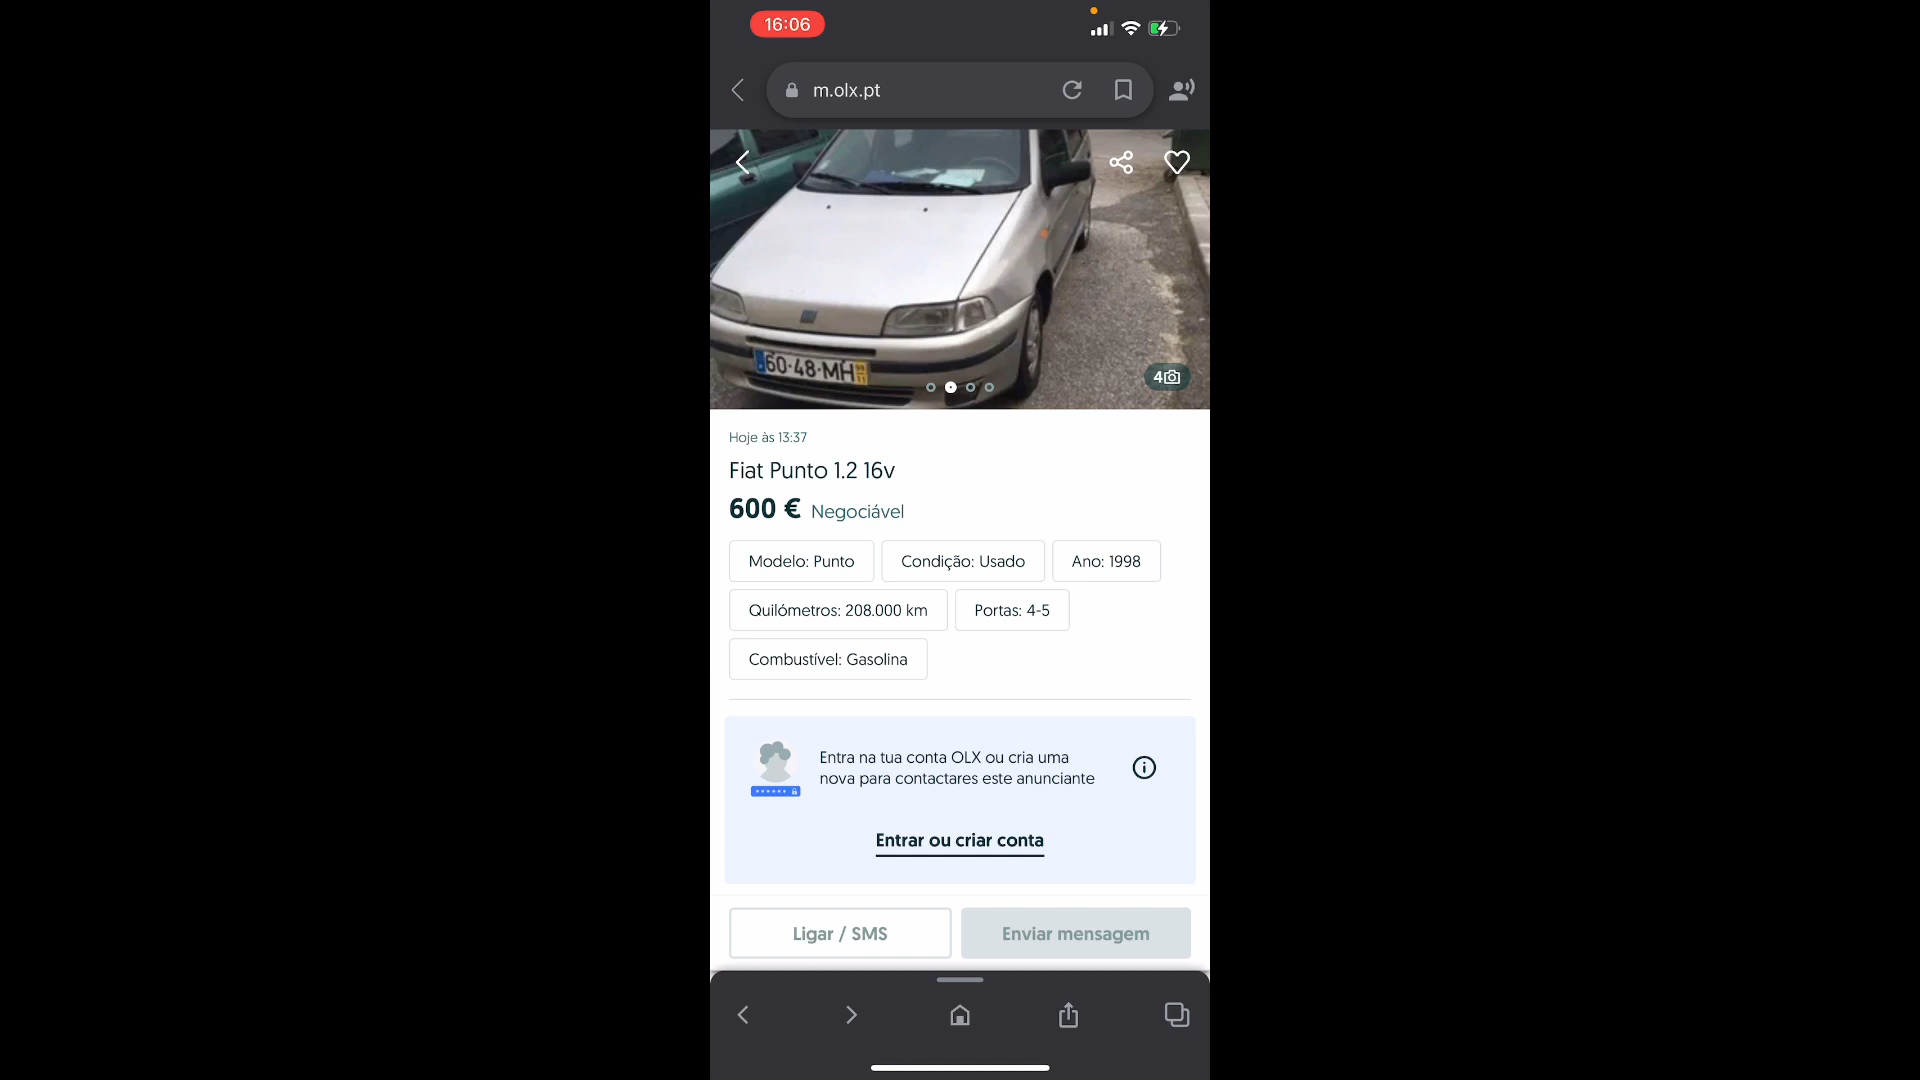 16:06
m.olx.pt
60-48-MH
98
11
4
Hoje às 13:37
Fiat Punto 1.2 16v
600 € Negociável
Modelo: Punto
Condição: Usado
Ano: 1998
Quilómetros: 208.000 km
Portas: 4-5
Combustível: Gasolina
Entra na tua conta OLX ou cria uma
nova para contactares este anunciante
Entrar ou criar conta
Ligar / SMS
Enviar mensagem